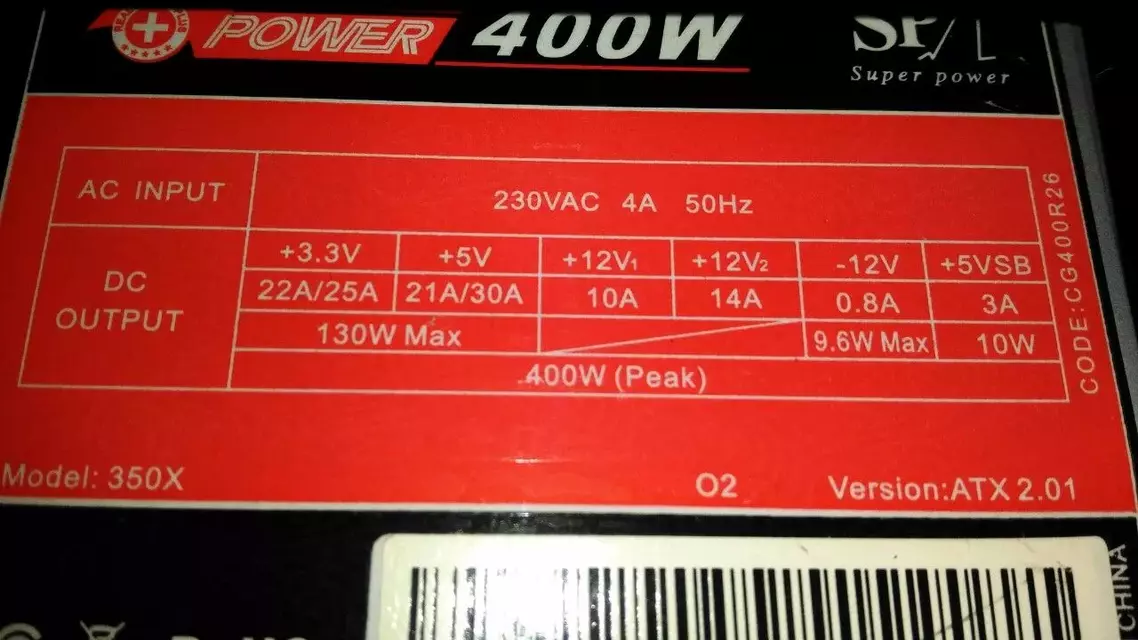 POWER 400W
Super power
AC INPUT 230VAC 4A 50Hz
DC OUTPUT +3.3V +5V +12V1 +12V2 -12V +5VSB
22A/25A 21A/30A 10A 14A 0.8A 3A
130W Max 9.6W Max 10W
400W (Peak)
CODE:CG400R26
Model: 350X O2 Version:ATX 2.01
CHINA